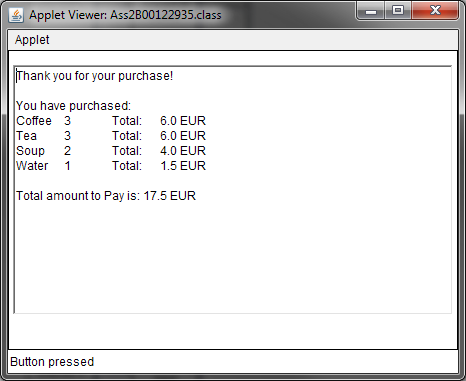 Applet Viewer: Ass2B00122935.class
Applet
Thank you for your purchase!
You have purchased:
Coffee 3 Total: 6.0 EUR
Tea 3 Total: 6.0 EUR
Soup 2 Total: 4.0 EUR
Water 1 Total: 1.5 EUR
Total amount to Pay is: 17.5 EUR
Button pressed